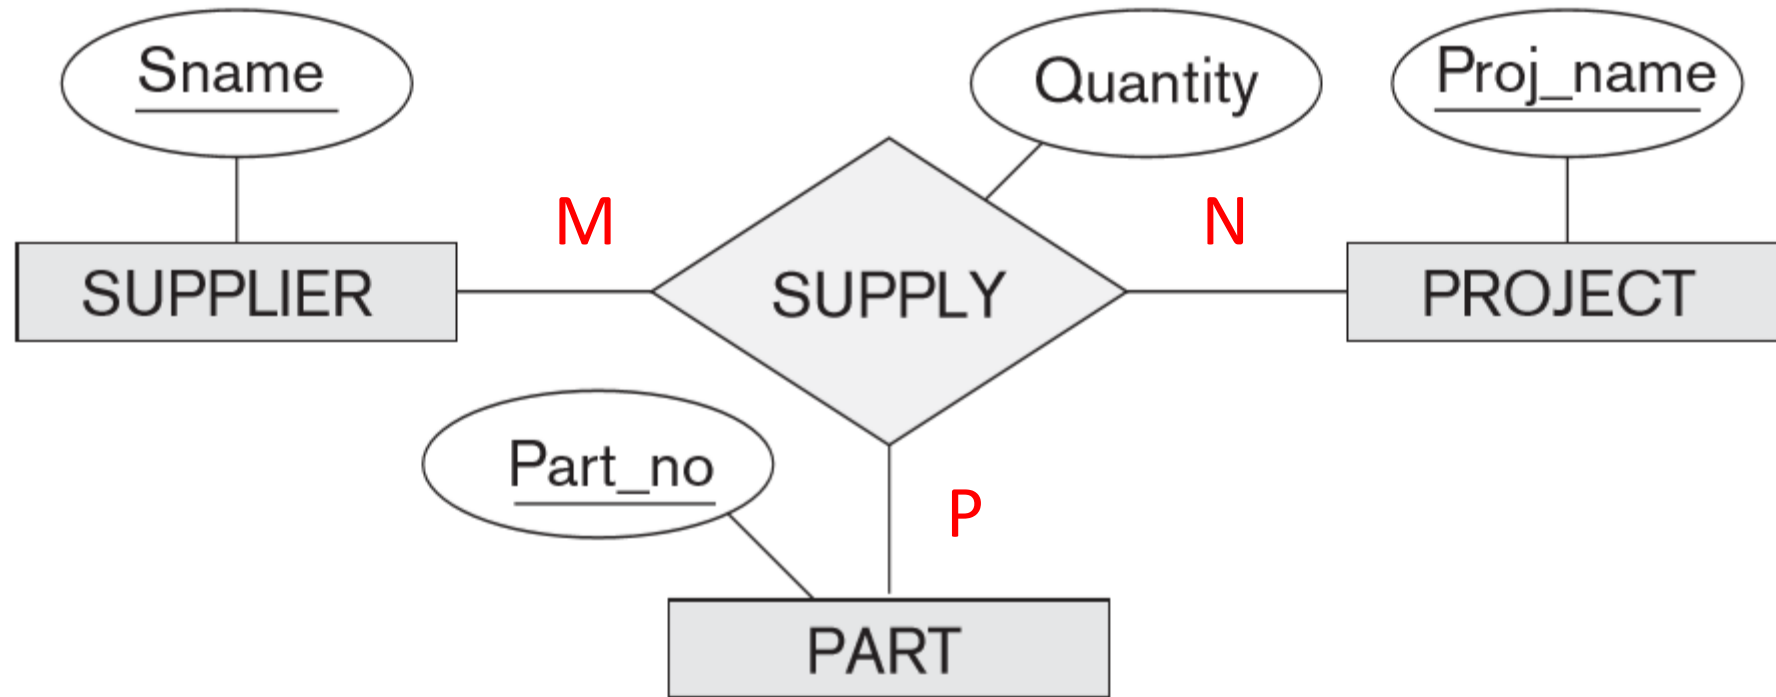 Sname
Quantity
Proj_name
M
N
SUPPLIER
SUPPLY
PROJECT
Part_no
P
PART